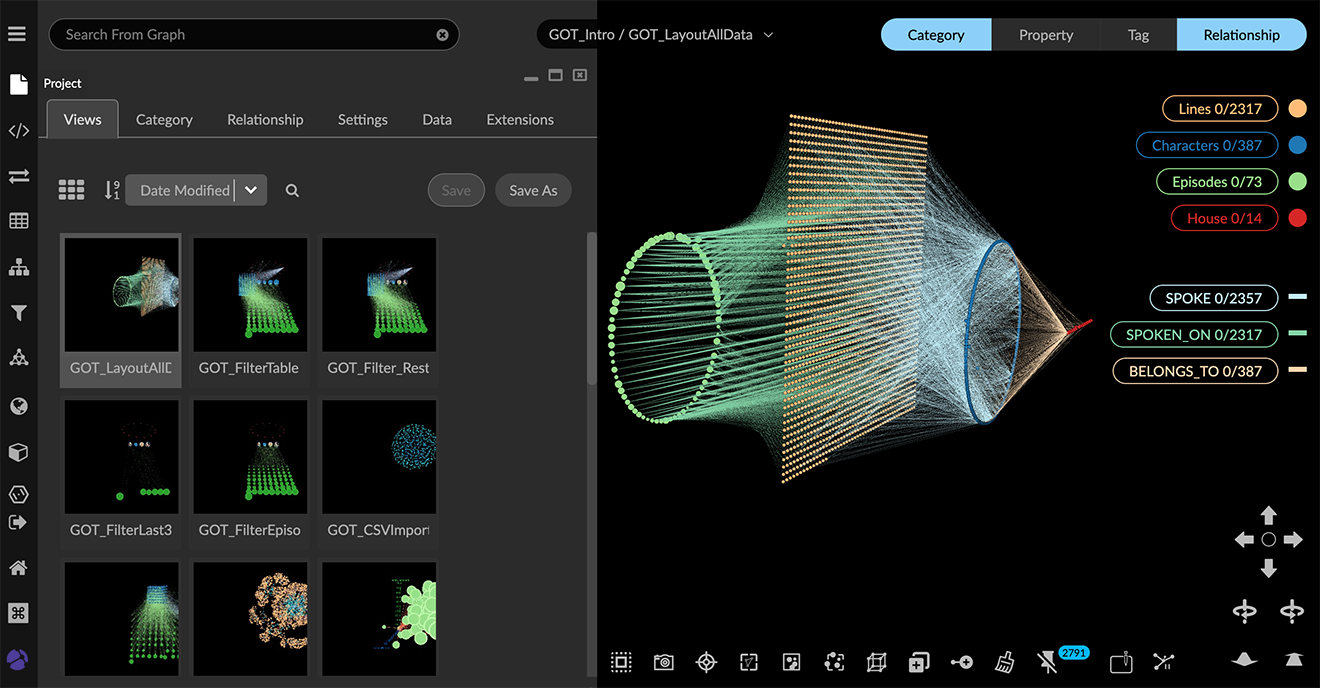 Search From Graph
GOT_Intro / GOT_LayoutAllData
Category Property Tag Relationship
Project
Views Category Relationship Settings Data Extensions
Date Modified Save Save As
GOT_LayoutAllD GOT_FilterTable GOT_Filter_Rest
GOT_FilterLast3 GOT_FilterEpiso GOT_CSVImport
Lines 0/2317
Characters 0/387
Episodes 0/73
House 0/14
SPOKE 0/2357
SPOKEN_ON 0/2317
BELONGS_TO 0/387
2791